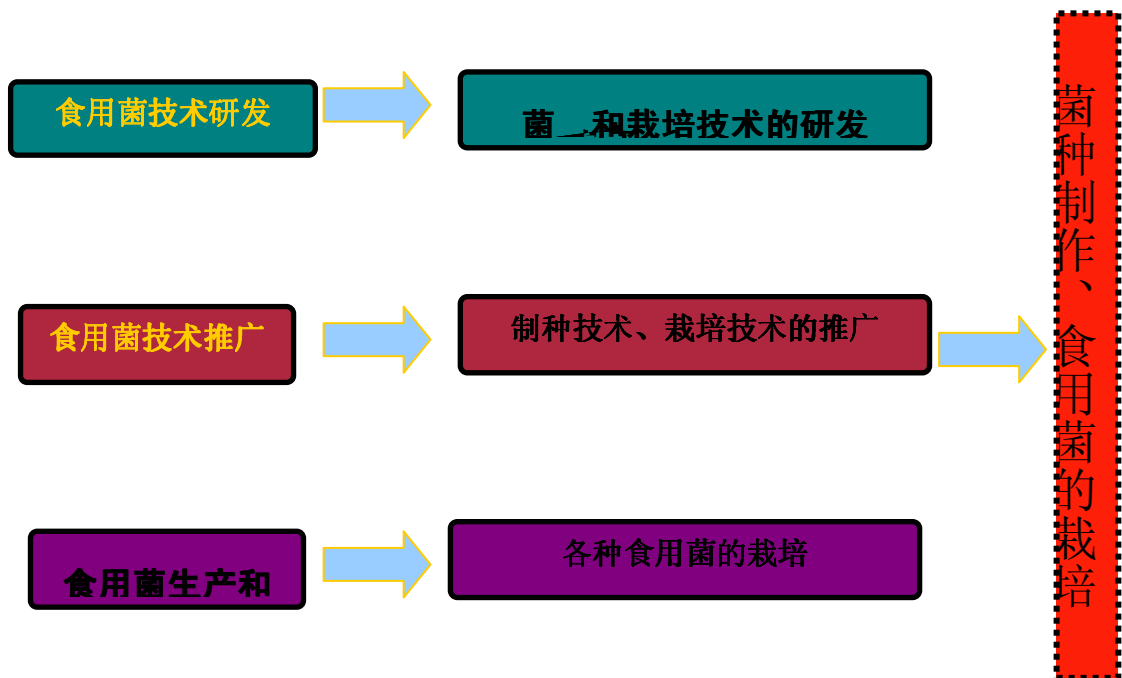 食用菌技术研发
菌 和栽培技术的研发
食用菌技术推广
制种技术、栽培技术的推广
食用菌生产和
各种食用菌的栽培
菌种制作、食用菌的栽培